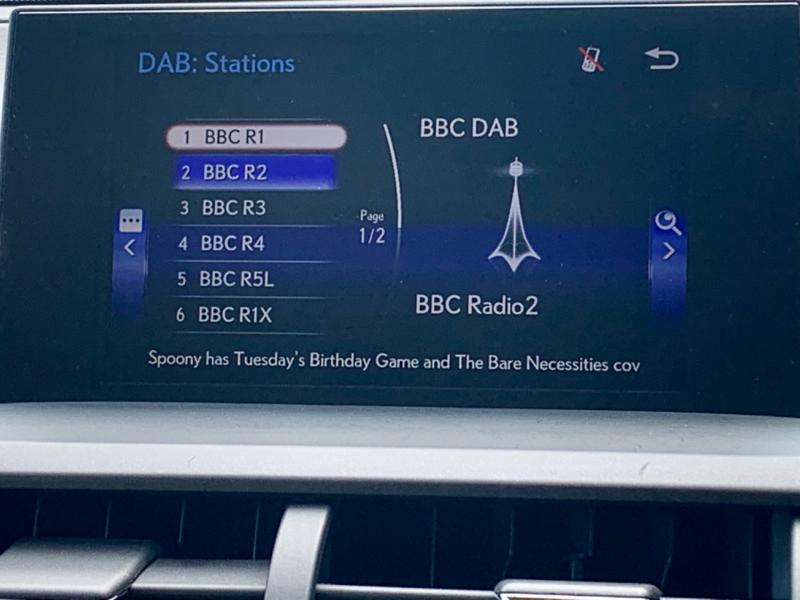 DAB: Stations
1 BBC R1
2 BBC R2
3 BBC R3
4 BBC R4
5 BBC R5L
6 BBC R1X
Page
1/2
BBC DAB
BBC Radio2
Spoony has Tuesday's Birthday Game and The Bare Necessities cov